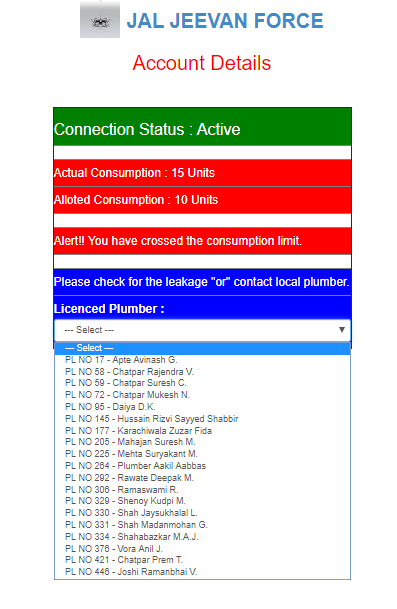 JAL JEEVAN FORCE
Account Details
Connection Status : Active
Actual Consumption : 15 Units
Alloted Consumption : 10 Units
Alert!! You have crossed the consumption limit.
Please check for the leakage "or" contact local plumber.
Licenced Plumber :
--- Select ---
--- Select ---
PL NO 17 - Apte Avinash G.
PL NO 58 - Chatpar Rajendra V.
PL NO 59 - Chatpar Suresh C.
PL NO 72 - Chatpar Mukesh N.
PL NO 95 - Daiya D.K.
PL NO 145 - Hussain Rizvi Sayyed Shabbir
PL NO 177 - Karachiwala Zuzar Fida
PL NO 205 - Mahajan Suresh M.
PL NO 225 - Mehta Suryakant M.
PL NO 264 - Plumber Aakil Aabbas
PL NO 292 - Rawate Deepak M.
PL NO 306 - Ramaswami R.
PL NO 329 - Shenoy Kudpi M.
PL NO 330 - Shah Jaysukhalal L.
PL NO 331 - Shah Madanmohan G.
PL NO 334 - Shahabazkar M.A.J.
PL NO 376 - Vora Anil J.
PL NO 421 - Chatpar Prem T.
PL NO 446 - Joshi Ramanbhai V.